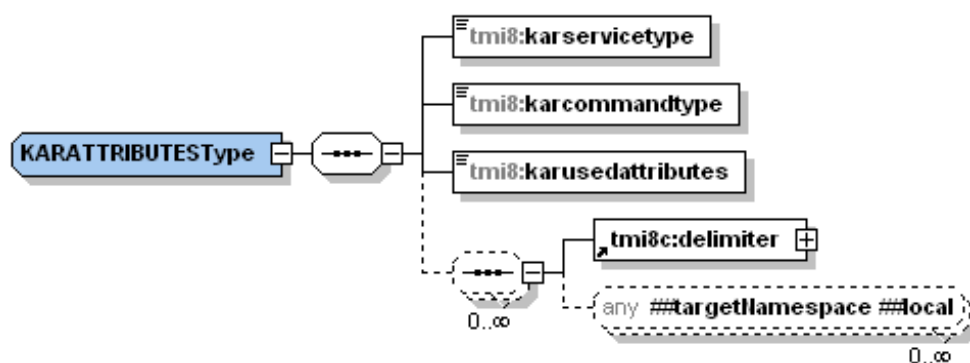 tmi8:karservicetype
tmi8:karcommandtype
KARATTRIBUTESType
tmi8:karusedattributes
tmi8c:delimiter
0..∞
any ##targetNamespace ##local
0..∞